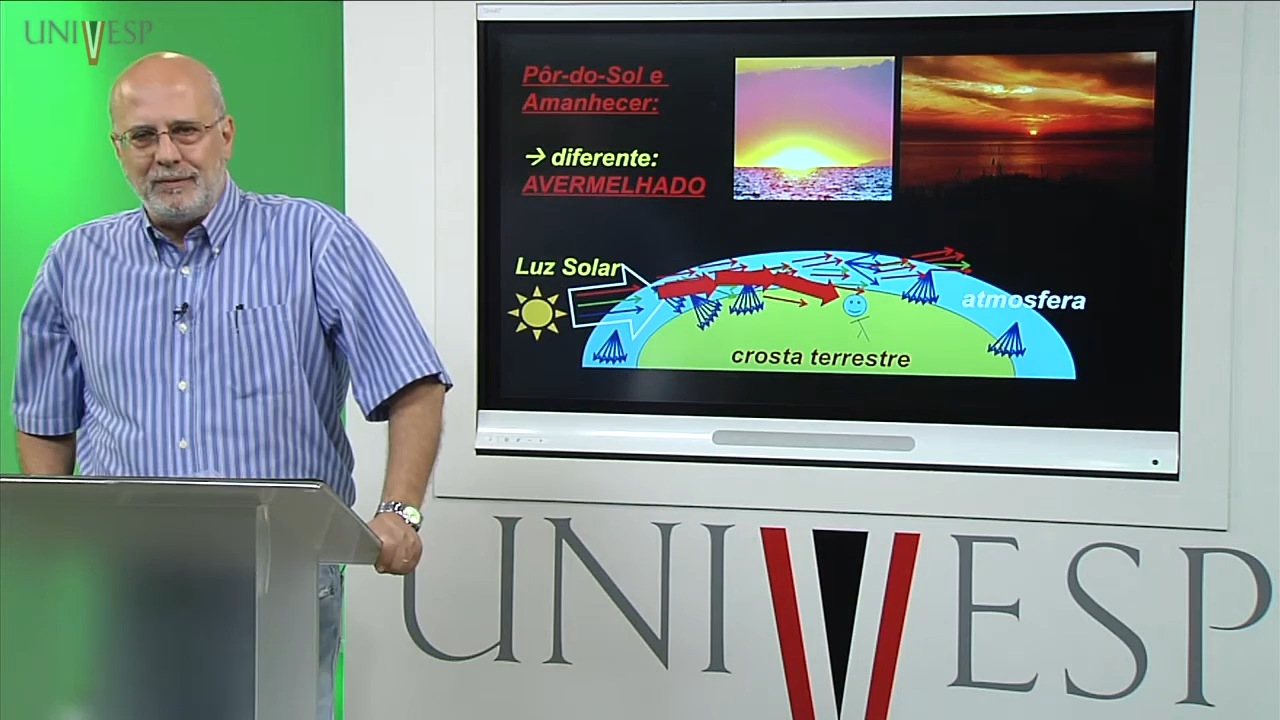 UNIVESP
Pôr-do-Sol e
Amanhecer:
→ diferente:
AVERMELHADO
Luz Solar
atmosfera
crosta terrestre
UNIVESP